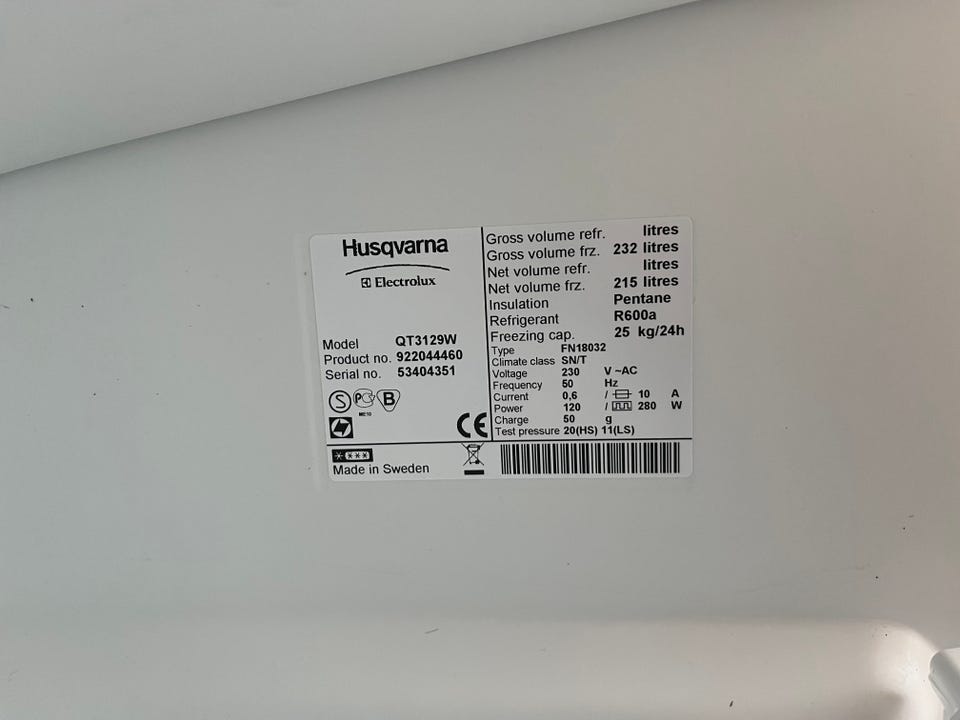 Husqvarna
Electrolux
Model QT3129W
Product no. 922044460
Serial no. 53404351
S PC B
ME10
CE
Gross volume refr. litres
Gross volume frz. 232 litres
Net volume refr. litres
Net volume frz. 215 litres
Insulation Pentane
Refrigerant R600a
Freezing cap. 25 kg/24h
Type FN18032
Climate class SN/T
Voltage 230 V ~AC
Frequency 50 Hz
Current 0,6 / 10 A
Power 120 / 280 W
Charge 50 g
Test pressure 20(HS) 11(LS)
****
Made in Sweden